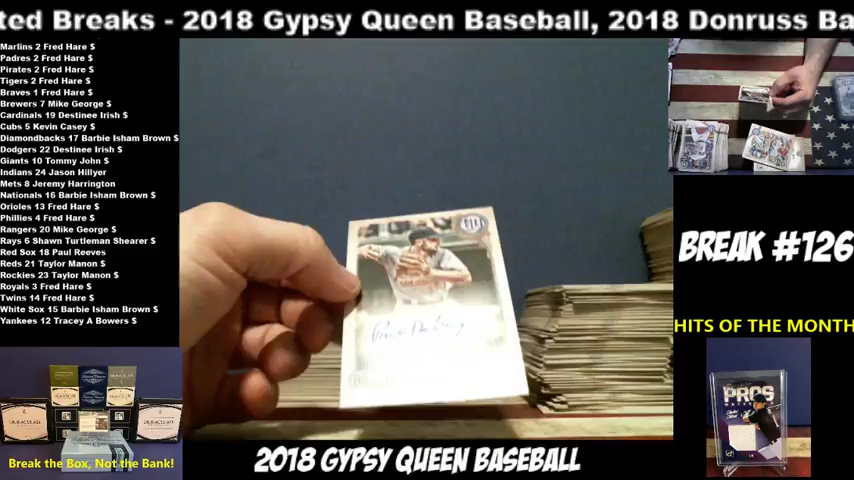 ted Breaks - 2018 Gypsy Queen Baseball, 2018 Donruss Ba
Marlins 2 Fred Hare $
Padres 2 Fred Hare $
Pirates 2 Fred Hare $
Tigers 2 Fred Hare $
Braves 1 Fred Hare $
Brewers 7 Mike George $
Cardinals 19 Destinee Irish $
Cubs 5 Kevin Casey $
Diamondbacks 17 Barbie Isham Brown $
Dodgers 22 Destinee Irish $
Giants 10 Tommy John $
Indians 24 Jason Hillyer
Mets 8 Jeremy Harrington
Nationals 16 Barbie Isham Brown $
Orioles 13 Fred Hare $
Phillies 4 Fred Hare $
Rangers 20 Mike George $
Rays 6 Shawn Turtleman Shearer $
Red Sox 18 Paul Reeves
Reds 21 Taylor Manon $
Rockies 23 Taylor Manon $
Royals 3 Fred Hare $
Twins 14 Fred Hare $
White Sox 15 Barbie Isham Brown $
Yankees 12 Tracey A Bowers $
BREAK #126
HITS OF THE MONTH
PROS
IMMACULATE
IMMACULATE
Break the Box, Not the Bank!
2018 GYPSY QUEEN BASEBALL